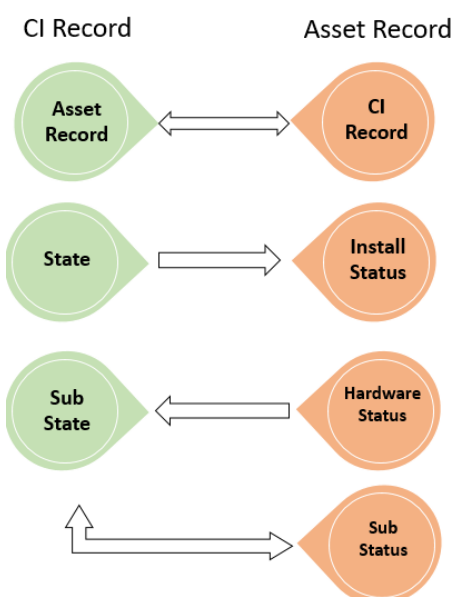 CI Record
Asset Record
Asset
Record
CI
Record
State
Install
Status
Sub
State
Hardware
Status
Sub
Status